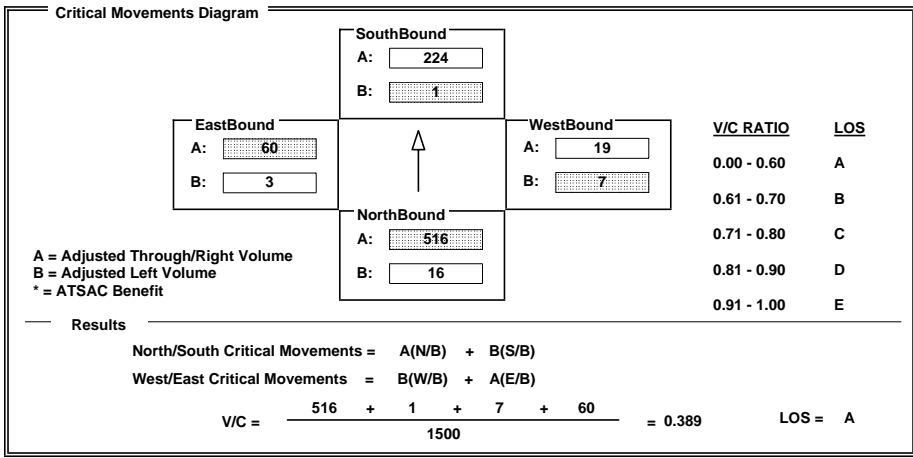 Critical Movements Diagram
SouthBound
A: 224
B: 1
EastBound
A: 60
B: 3
WestBound
A: 19
B: 7
NorthBound
A: 516
B: 16
V/C RATIO LOS
0.00 - 0.60 A
0.61 - 0.70 B
0.71 - 0.80 C
0.81 - 0.90 D
0.91 - 1.00 E
A = Adjusted Through/Right Volume
B = Adjusted Left Volume
* = ATSAC Benefit
Results
North/South Critical Movements = A(N/B) + B(S/B)
West/East Critical Movements = B(W/B) + A(E/B)
V/C = 516 + 1 + 7 + 60 = 0.389 LOS = A
1500